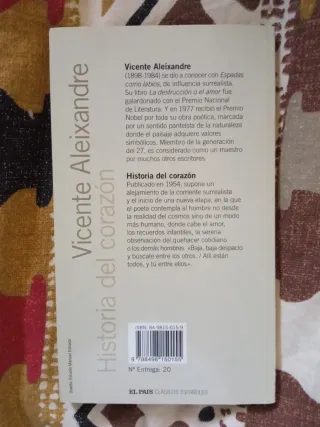 Vicente Aleixandre
Historia del corazón
Vicente Aleixandre
(1898-1984) se dio a conocer con Espadas
como labios, de influencia surrealista.
Su libro La destrucción o el amor fue
galardonado con el Premio Nacional
de Literatura. Y en 1977 recibió el Premio
Nobel por toda su obra poética, marcada
por un sentido panteísta de la naturaleza
donde el paisaje adquiere valores
simbólicos. Miembro de la generación
del 27, es considerado como un maestro
por muchos otros escritores
Historia del corazón
Publicado en 1954, supone un
alejamiento de la corriente surrealista
y el inicio de una nueva etapa, en la
que el poeta contempla al hombre no desde
la realidad del cosmos sino de un modo
más humano, donde cabe el amor,
los recuerdos infantiles, la serena
observación del quehacer cotidiano
o los demás hombres. «Baja, baja despacio
y búscate entre los otros. / Allí están
todos, y tú entre ellos».
Nº Entrega: 20
EL PAIS CLÁSICOS ESPAÑOLES